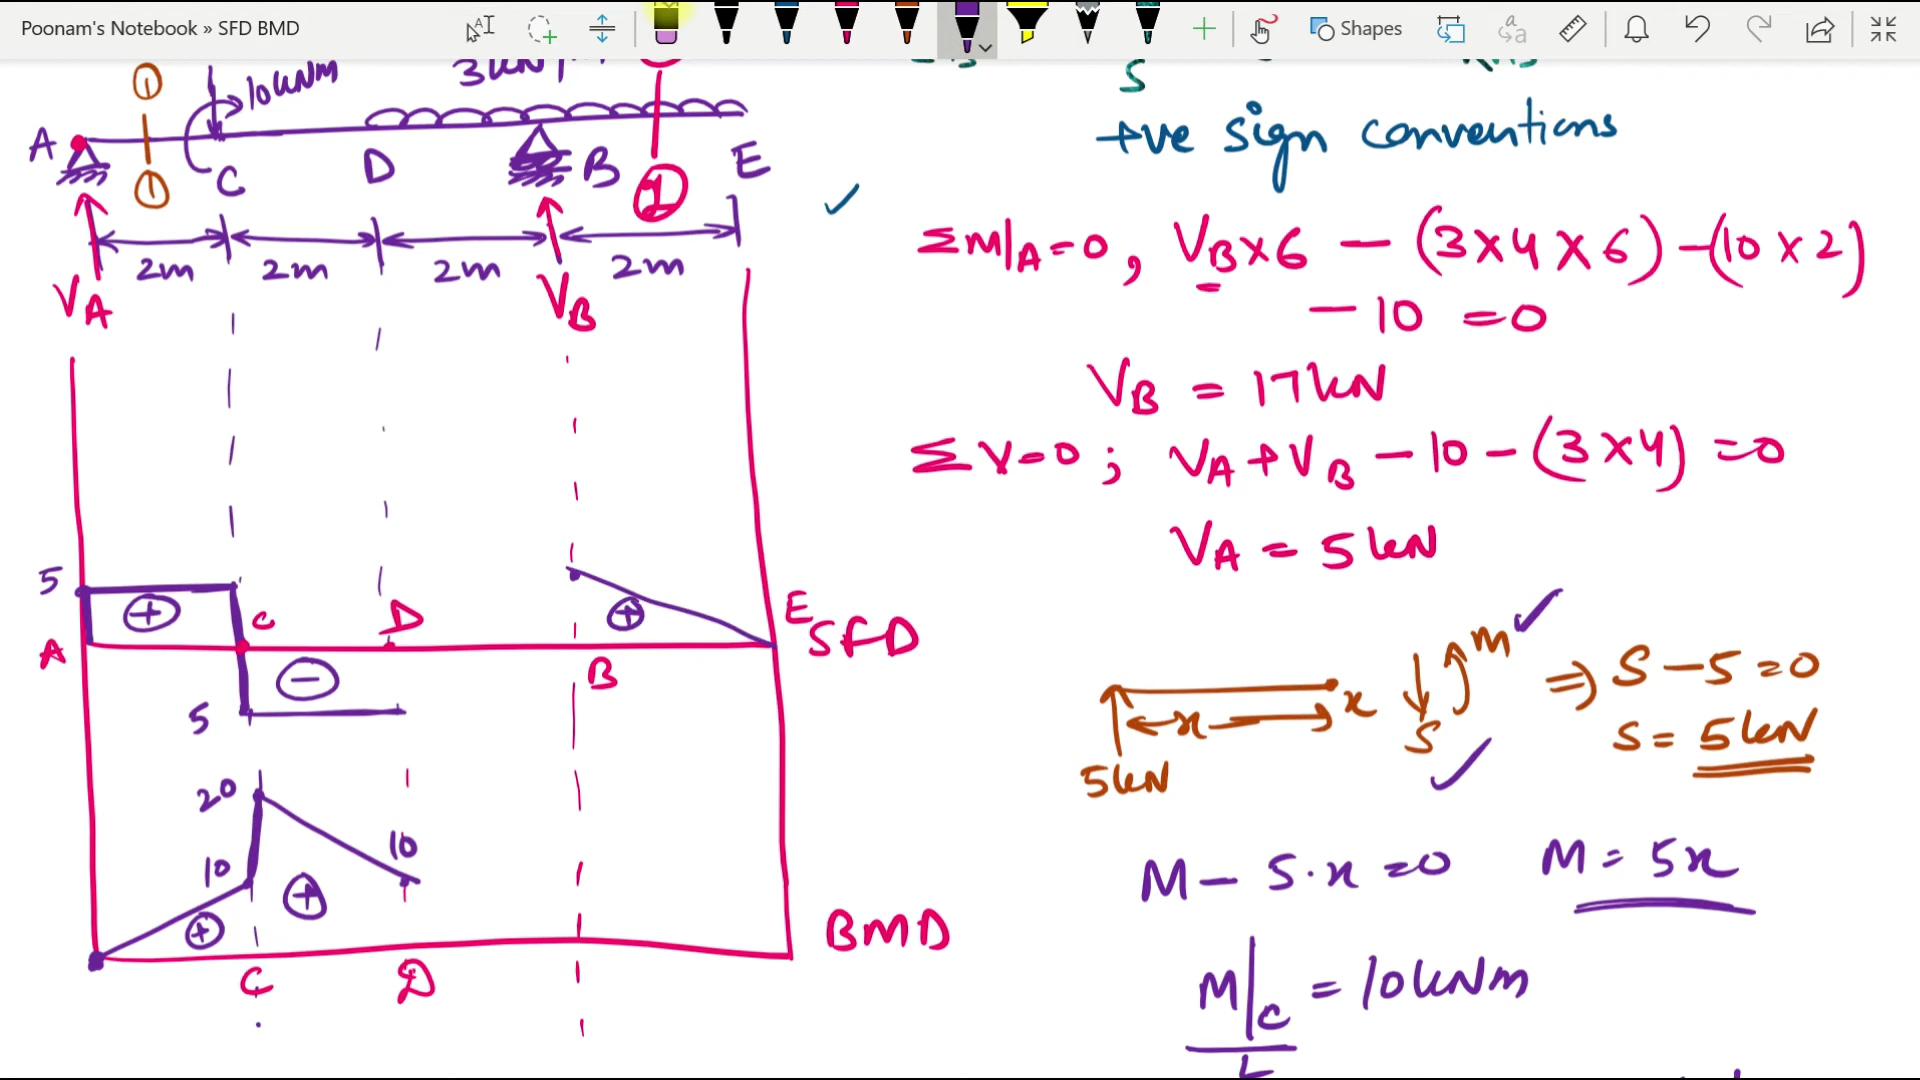 Poonam's Notebook » SFD BMD
Shapes
10kNm
A
C
D
B
E
1
1
2m
2m
2m
2m
VA
VB
5
C
D
E
SFD
A
B
5
20
10
10
BMD
C
D
S
+ve sign conventions
ΣM|A=0, VB×6 - (3×4×6) - (10×2)
- 10 = 0
VB = 17kN
ΣV=0; VA+VB - 10 - (3×4) = 0
VA = 5kN
M
x
x
S
5kN
⇒ S - 5 = 0
S = 5kN
M - 5·x = 0
M = 5x
M|C = 10kNm
L